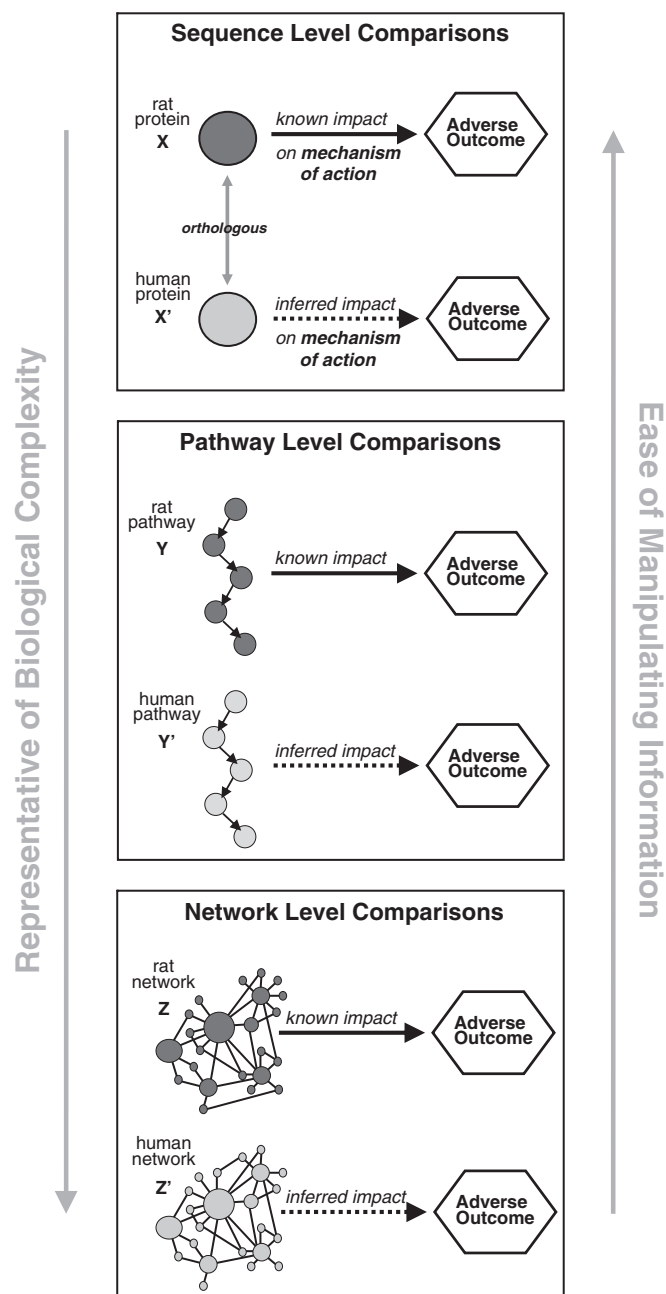 Sequence Level Comparisons
rat
protein
X
known impact
on mechanism
of action
Adverse
Outcome
orthologous
human
protein
X'
inferred impact
on mechanism
of action
Adverse
Outcome
Pathway Level Comparisons
rat
pathway
Y
known impact
Adverse
Outcome
human
pathway
Y'
inferred impact
Adverse
Outcome
Network Level Comparisons
rat
network
Z
known impact
Adverse
Outcome
human
network
Z'
inferred impact
Adverse
Outcome
Representative of Biological Complexity
Ease of Manipulating Information